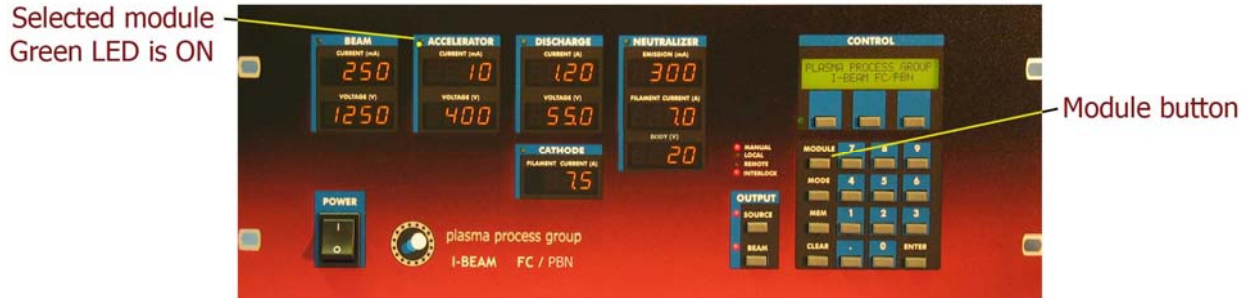 Selected module
Green LED is ON
Module button
BEAM
CURRENT (mA)
250
VOLTAGE (V)
1250
ACCELERATOR
CURRENT (mA)
10
VOLTAGE (V)
400
DISCHARGE
CURRENT (A)
1.20
VOLTAGE (V)
55.0
CATHODE
FILAMENT CURRENT (A)
7.5
NEUTRALIZER
EMISSION (mA)
300
FILAMENT CURRENT (A)
7.0
BODY (V)
20
MANUAL
LOCAL
REMOTE
INTERLOCK
CONTROL
PLASMA PROCESS GROUP
I-BEAM FC/PBN
MODULE 7 8 9
MODE 4 5 6
MEM 1 2 3
CLEAR . 0 ENTER
OUTPUT
SOURCE
BEAM
POWER
I
O
plasma process group
I-BEAM FC / PBN